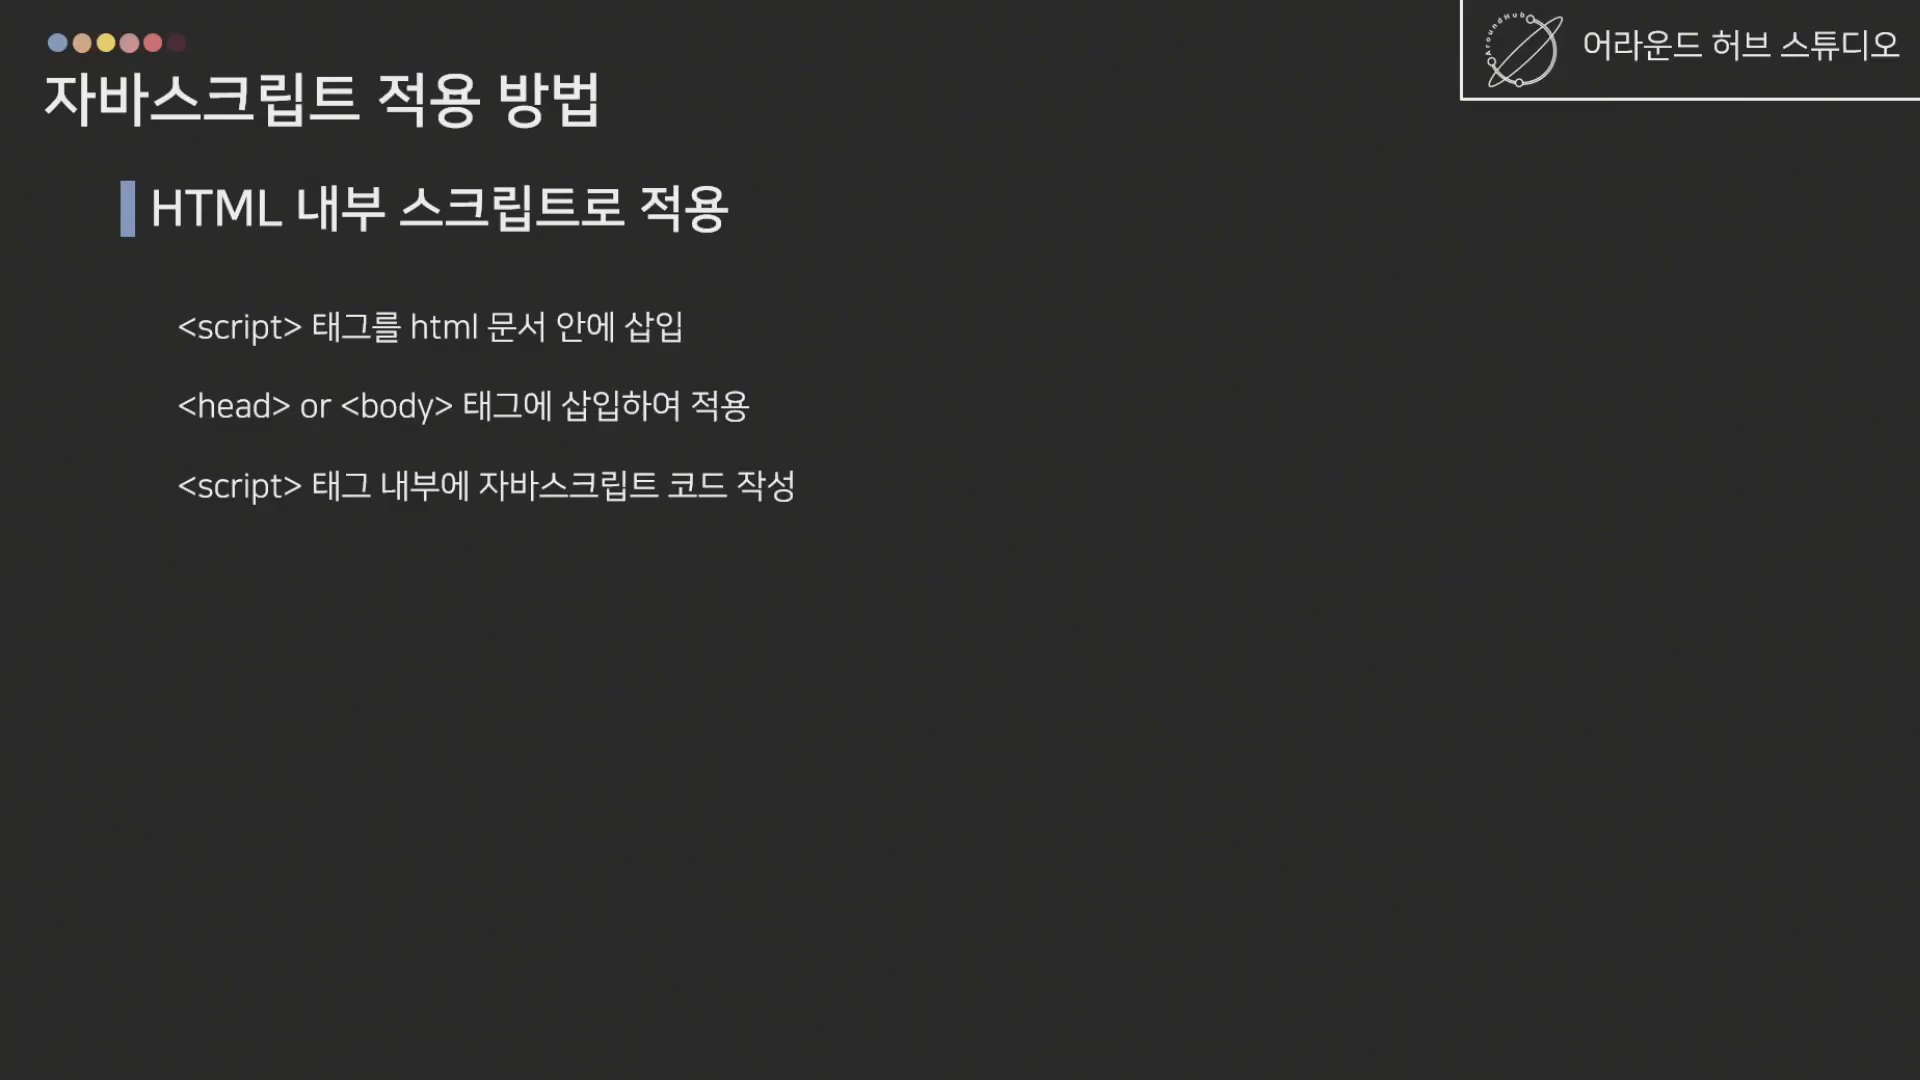 자바스크립트 적용 방법
AroundHub
어라운드 허브 스튜디오
HTML 내부 스크립트로 적용
<script> 태그를 html 문서 안에 삽입
<head> or <body> 태그에 삽입하여 적용
<script> 태그 내부에 자바스크립트 코드 작성